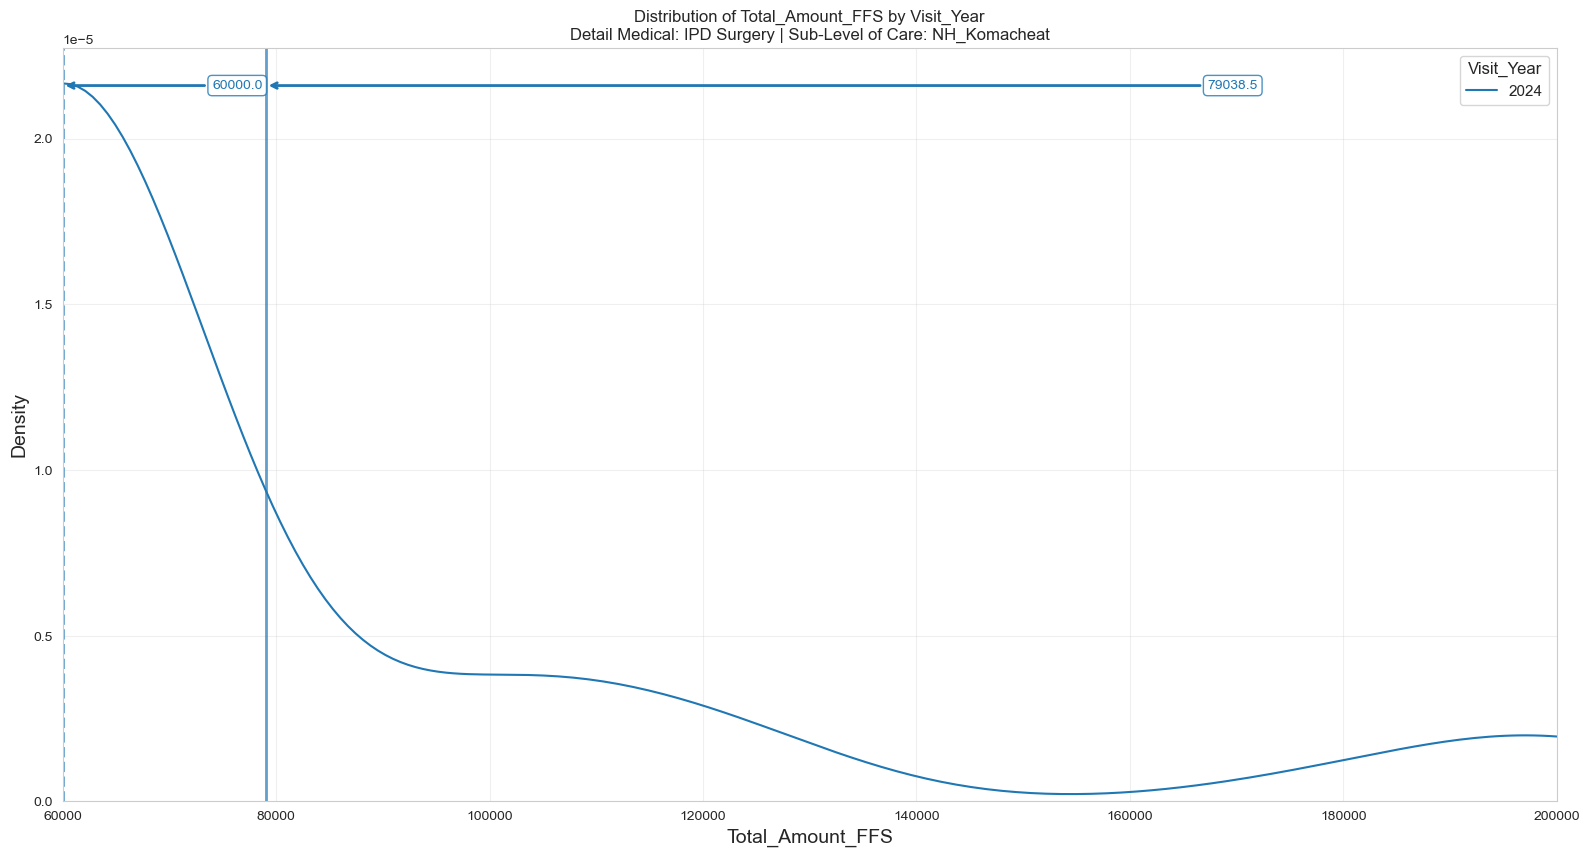 Distribution of Total_Amount_FFS by Visit_Year
Detail Medical: IPD Surgery | Sub-Level of Care: NH_Komacheat
1e−5
60000.0
79038.5
Visit_Year
2024
2.0
1.5
1.0
0.5
0.0
Density
60000 80000 100000 120000 140000 160000 180000 200000
Total_Amount_FFS